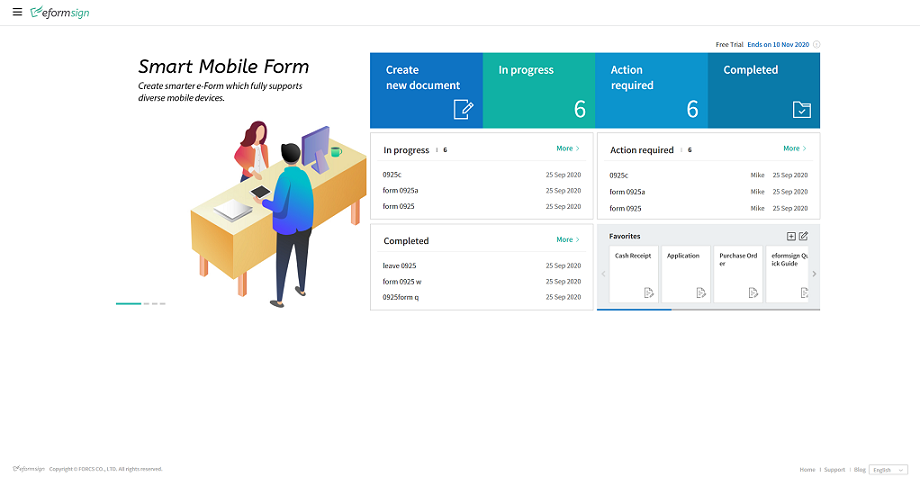 eformsign
Free Trial Ends on 10 Nov 2020
Smart Mobile Form
Create smarter e-Form which fully supports
diverse mobile devices.
Create
new document
In progress
6
Action
required
6
Completed
In progress 6
More >
0925c 25 Sep 2020
form 0925a 25 Sep 2020
form 0925 25 Sep 2020
Action required 6
More >
0925c Mike 25 Sep 2020
form 0925a Mike 25 Sep 2020
form 0925 Mike 25 Sep 2020
Completed
More >
leave 0925 25 Sep 2020
form 0925 w 25 Sep 2020
0925form q 25 Sep 2020
Favorites
Cash Receipt
Application
Purchase Ord
er
eformsign Qu
ick Guide
eformsign Copyright © FORCS CO., LTD. All rights reserved.
Home | Support | Blog English